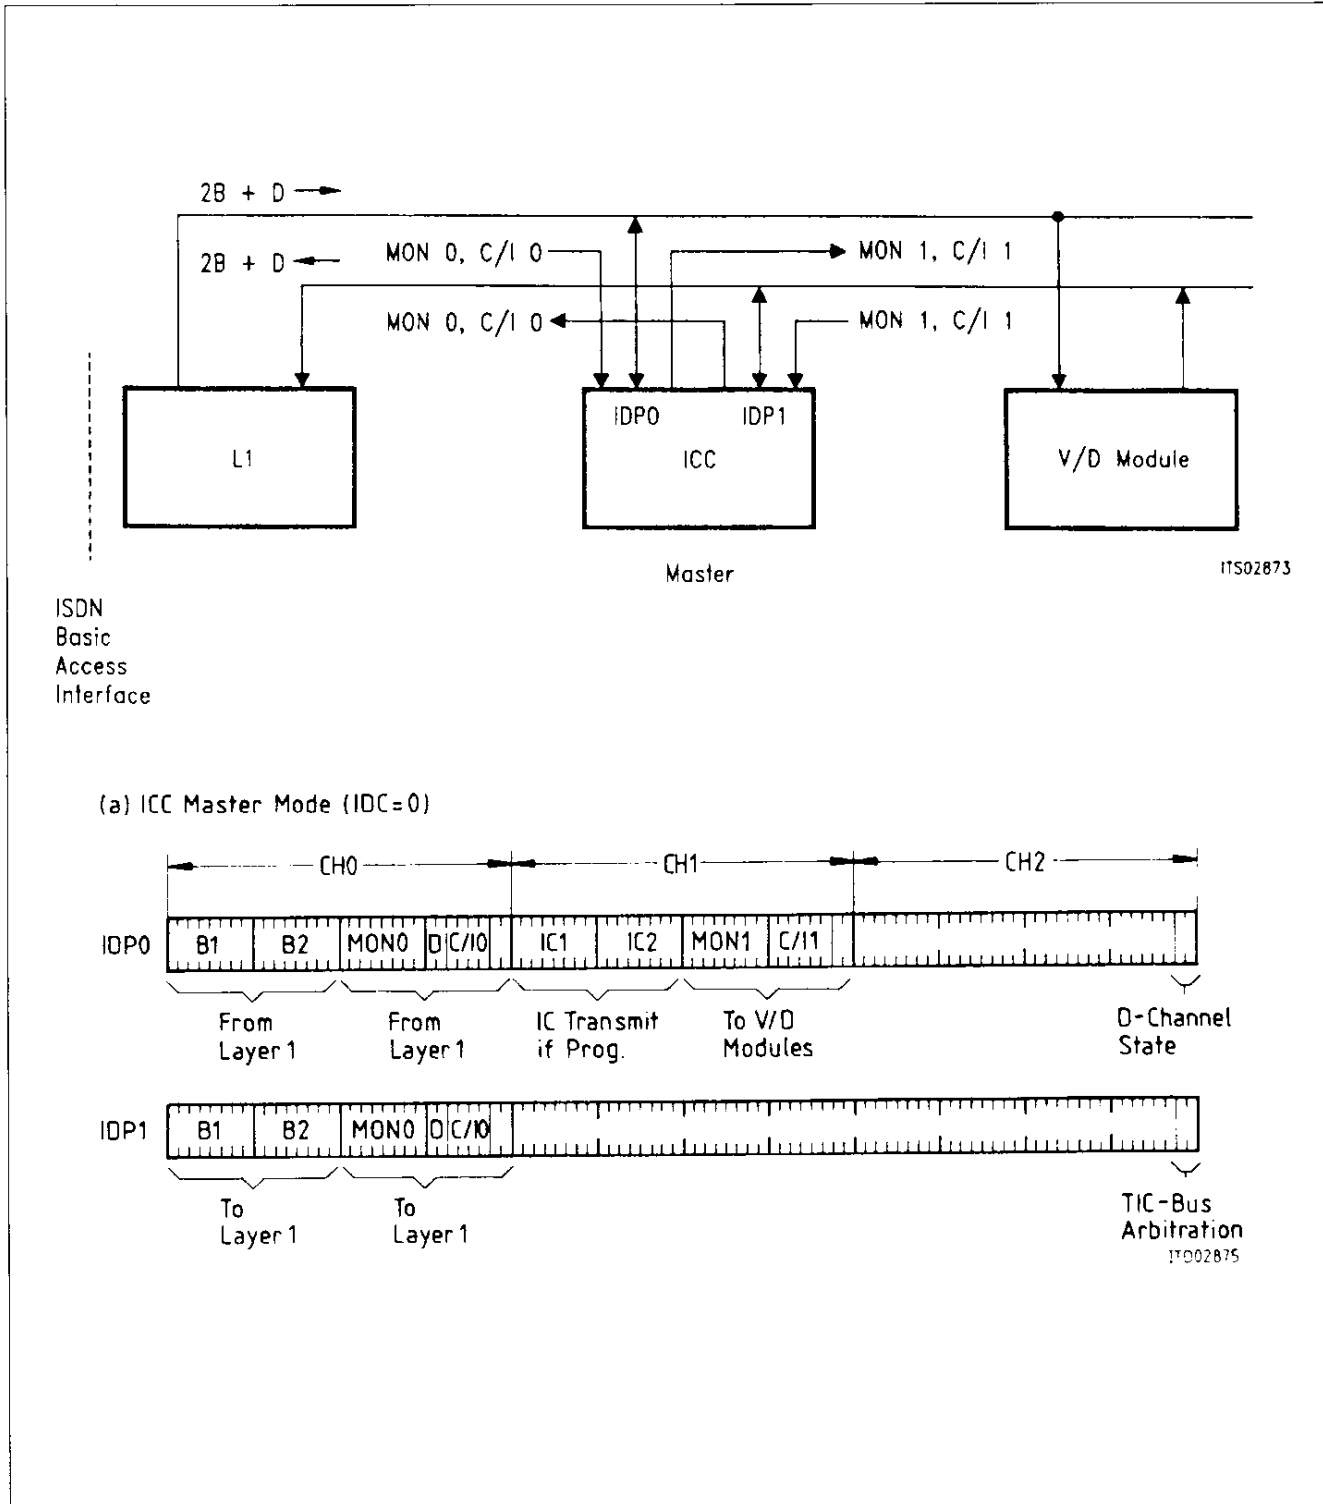 2B + D
2B + D
MON 0, C/I 0
MON 1, C/I 1
MON 0, C/I 0
MON 1, C/I 1
L1
IDP0
IDP1
ICC
V/D Module
Master
ITS02873
ISDN
Basic
Access
Interface
(a) ICC Master Mode (IDC=0)
CH0
CH1
CH2
IDP0
B1
B2
MON0
D
C/I0
IC1
IC2
MON1
C/I1
From
Layer 1
From
Layer 1
IC Transmit
if Prog.
To V/D
Modules
D-Channel
State
IDP1
B1
B2
MON0
D
C/I0
To
Layer 1
To
Layer 1
TIC-Bus
Arbitration
ITD02875